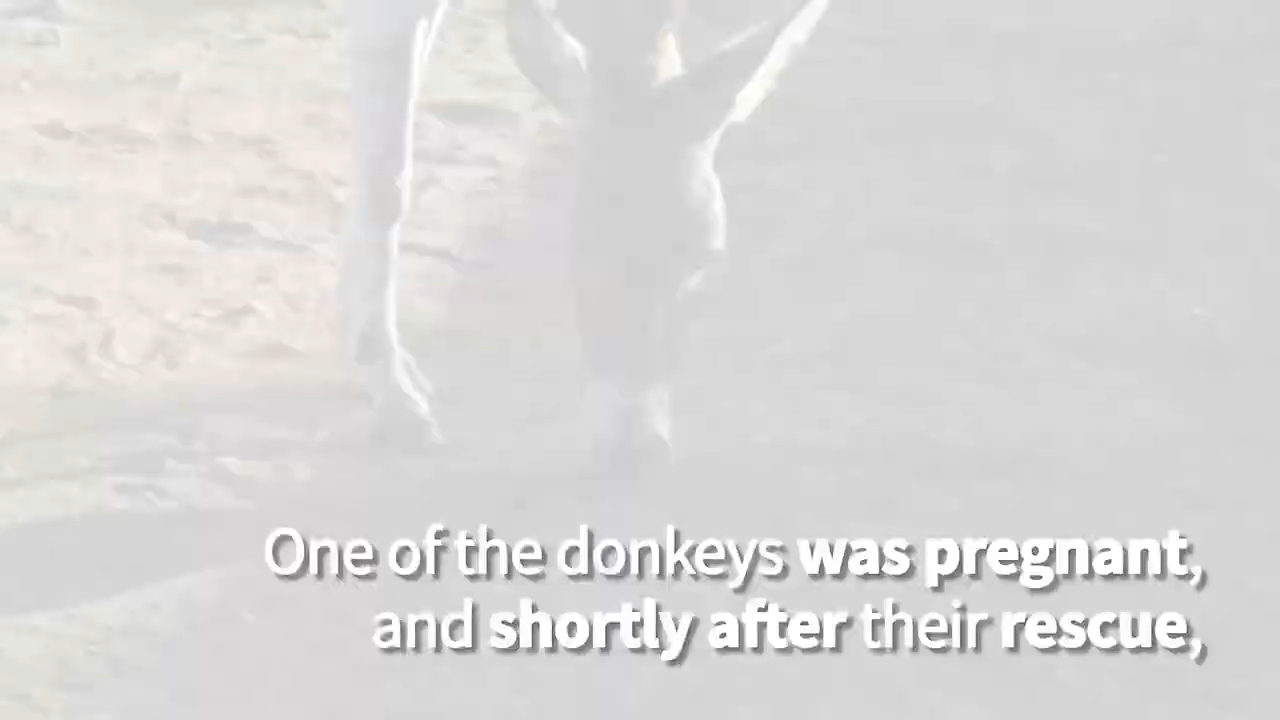 One of the donkeys was pregnant,
and shortly after their rescue,